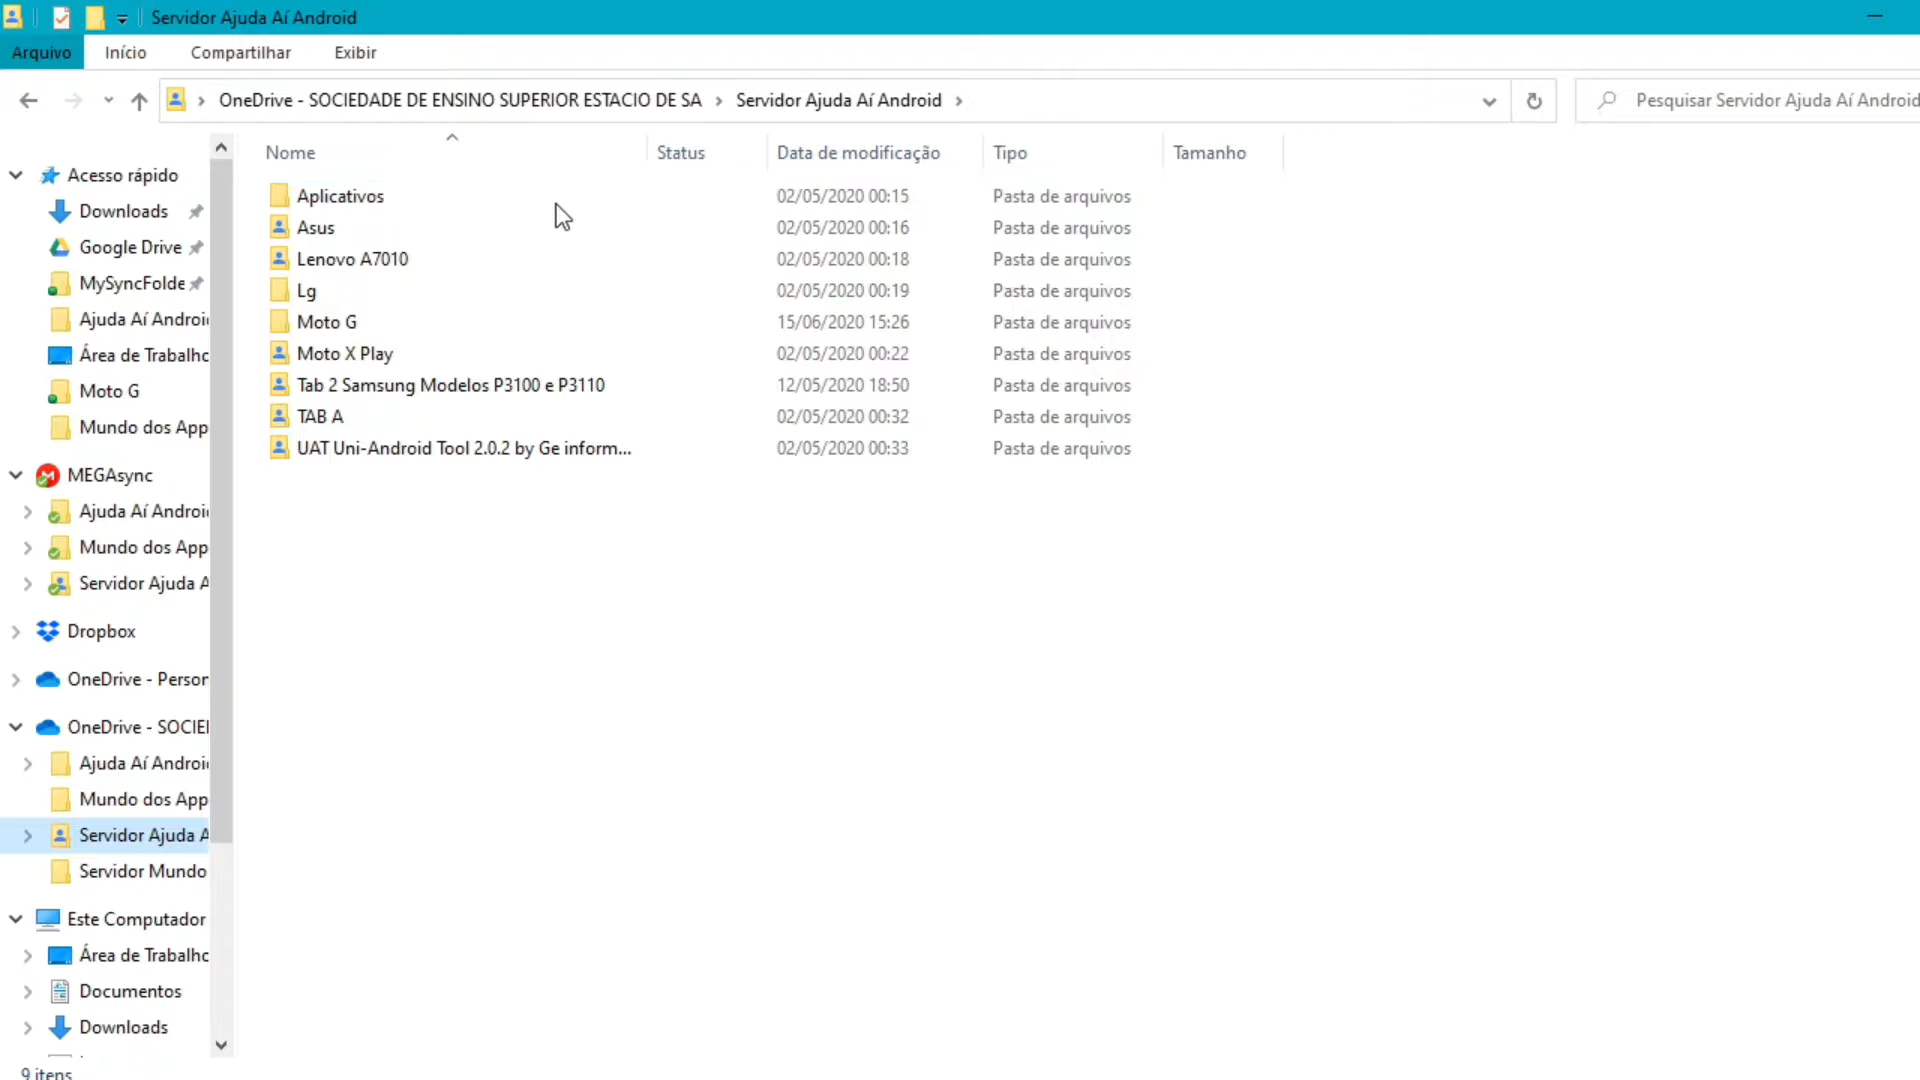 Servidor Ajuda Aí Android
Arquivo Início Compartilhar Exibir
OneDrive - SOCIEDADE DE ENSINO SUPERIOR ESTACIO DE SA Servidor Ajuda Aí Android
Pesquisar Servidor Ajuda Aí Android
Nome Status Data de modificação Tipo Tamanho
Aplicativos 02/05/2020 00:15 Pasta de arquivos
Asus 02/05/2020 00:16 Pasta de arquivos
Lenovo A7010 02/05/2020 00:18 Pasta de arquivos
Lg 02/05/2020 00:19 Pasta de arquivos
Moto G 15/06/2020 15:26 Pasta de arquivos
Moto X Play 02/05/2020 00:22 Pasta de arquivos
Tab 2 Samsung Modelos P3100 e P3110 12/05/2020 18:50 Pasta de arquivos
TAB A 02/05/2020 00:32 Pasta de arquivos
UAT Uni-Android Tool 2.0.2 by Ge inform... 02/05/2020 00:33 Pasta de arquivos
Acesso rápido
Downloads
Google Drive
MySyncFolde
Ajuda Aí Androi
Área de Trabalho
Moto G
Mundo dos App
MEGAsync
Ajuda Aí Androi
Mundo dos App
Servidor Ajuda A
Dropbox
OneDrive - Person
OneDrive - SOCIE
Ajuda Aí Androi
Mundo dos App
Servidor Ajuda A
Servidor Mundo
Este Computador
Área de Trabalho
Documentos
Downloads
9 itens